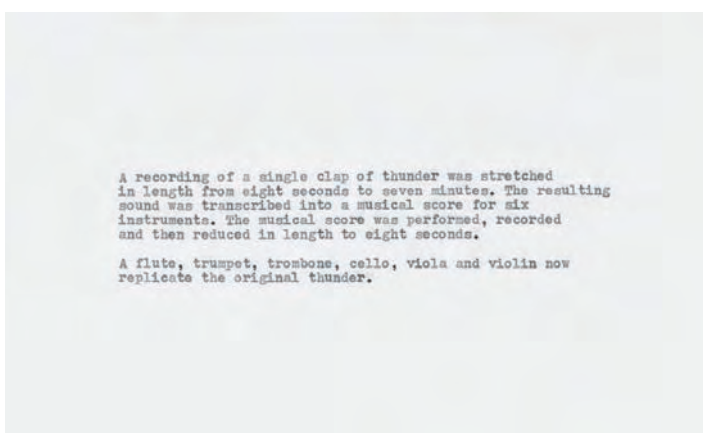 A recording of a single clap of thunder was stretched
in length from eight seconds to seven minutes. The resulting
sound was transcribed into a musical score for six
instruments. The musical score was performed, recorded
and then reduced in length to eight seconds.
A flute, trumpet, trombone, cello, viola and violin now
replicate the original thunder.